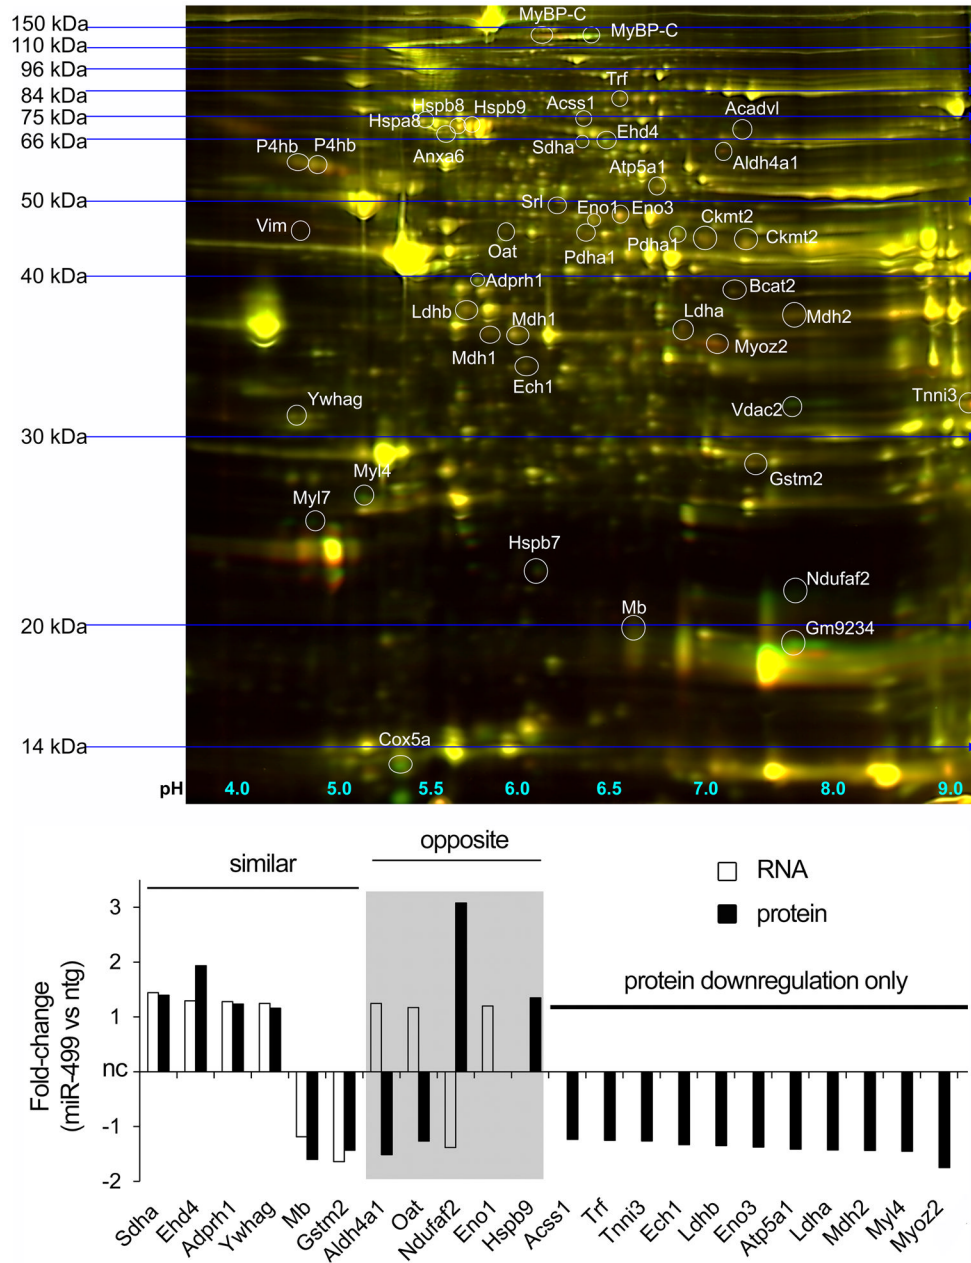 MyBP-C
150 kDa
MyBP-C
110 kDa
96 kDa
Trf
84 kDa
Hspb8
Hspb9
Acss1
Acadvl
75 kDa
Hspa8
66 kDa
P4hb
P4hb
Anxa6
Sdha
Ehd4
Aldh4a1
Atp5a1
50 kDa
Srl
Eno1
Eno3
Ckmt2
Vim
Oat
Pdha1
Pdha1
Ckmt2
40 kDa
Adprh1
Bcat2
Ldhb
Mdh1
Ldha
Mdh2
Mdh1
Myoz2
Ech1
Ywhag
Vdac2
Tnni3
30 kDa
Myl4
Gstm2
Myl7
Hspb7
Ndufaf2
Mb
20 kDa
Gm9234
14 kDa
Cox5a
pH 4.0 5.0 5.5 6.0 6.5 7.0 8.0 9.0
opposite
similar
RNA
protein
protein downregulation only
Fold-change
(miR-499 vs ntg)
3
2
1
nc
-1
-2
Sdha
Ehd4
Adprh1
Ywhag
Mb
Gstm2
Aldh4a1
Oat
Ndufaf2
Eno1
Hspb9
Acss1
Trf
Tnni3
Ech1
Ldhb
Eno3
Atp5a1
Ldha
Mdh2
Myl4
Myoz2